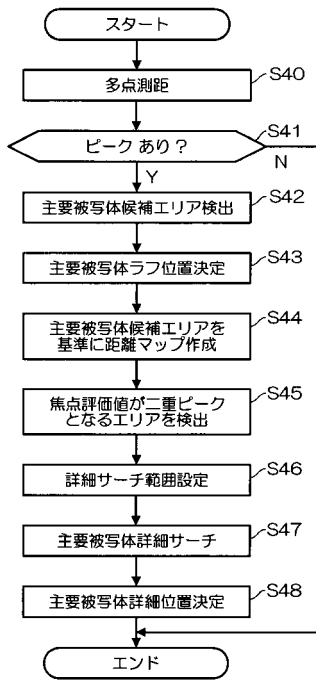 スタート
多点測距
S40
ピーク あり？
S41
N
Y
主要被写体候補エリア検出
S42
主要被写体ラフ位置決定
S43
主要被写体候補エリアを
基準に距離マップ作成
S44
焦点評価値が二重ピーク
となるエリアを検出
S45
詳細サーチ範囲設定
S46
主要被写体詳細サーチ
S47
主要被写体詳細位置決定
S48
エンド